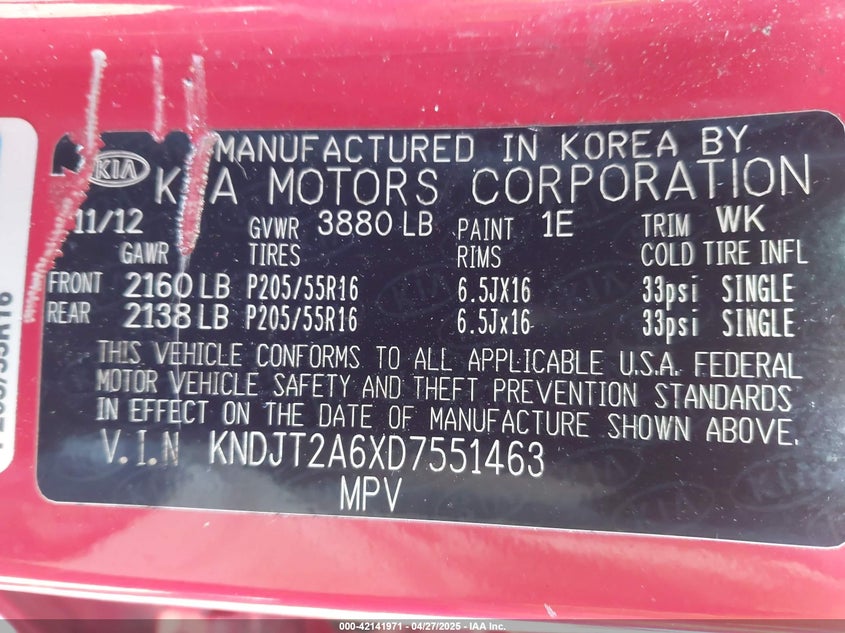 MANUFACTURED IN KOREA BY
KIA KIA MOTORS CORPORATION
11/12 GVWR 3880 LB PAINT 1E TRIM WK
GAWR TIRES RIMS COLD TIRE INFL
FRONT 2160 LB P205/55R16 6.5JX16 33psi SINGLE
REAR 2138 LB P205/55R16 6.5Jx16 33psi SINGLE
THIS VEHICLE CONFORMS TO ALL APPLICABLE U.S.A. FEDERAL
MOTOR VEHICLE SAFETY AND THEFT PREVENTION STANDARDS
IN EFFECT ON THE DATE OF MANUFACTURE SHOWN ABOVE.
V.I.N KNDJT2A6XD7551463
MPV
P205/55R16
000-42141971 - 04/27/2025 - IAA Inc.